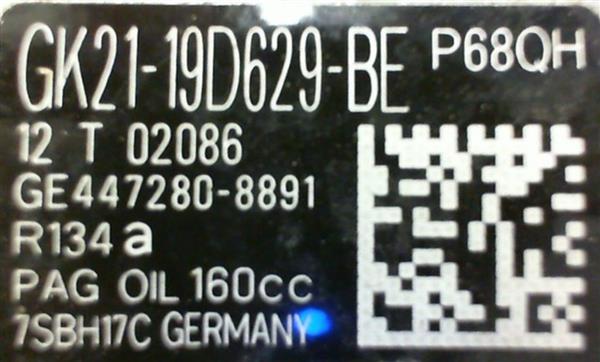 GK21-19D629-BE P68QH
12 T 02086
GE447280-8891
R134a
PAG OIL 160cc
7SBH17C GERMANY